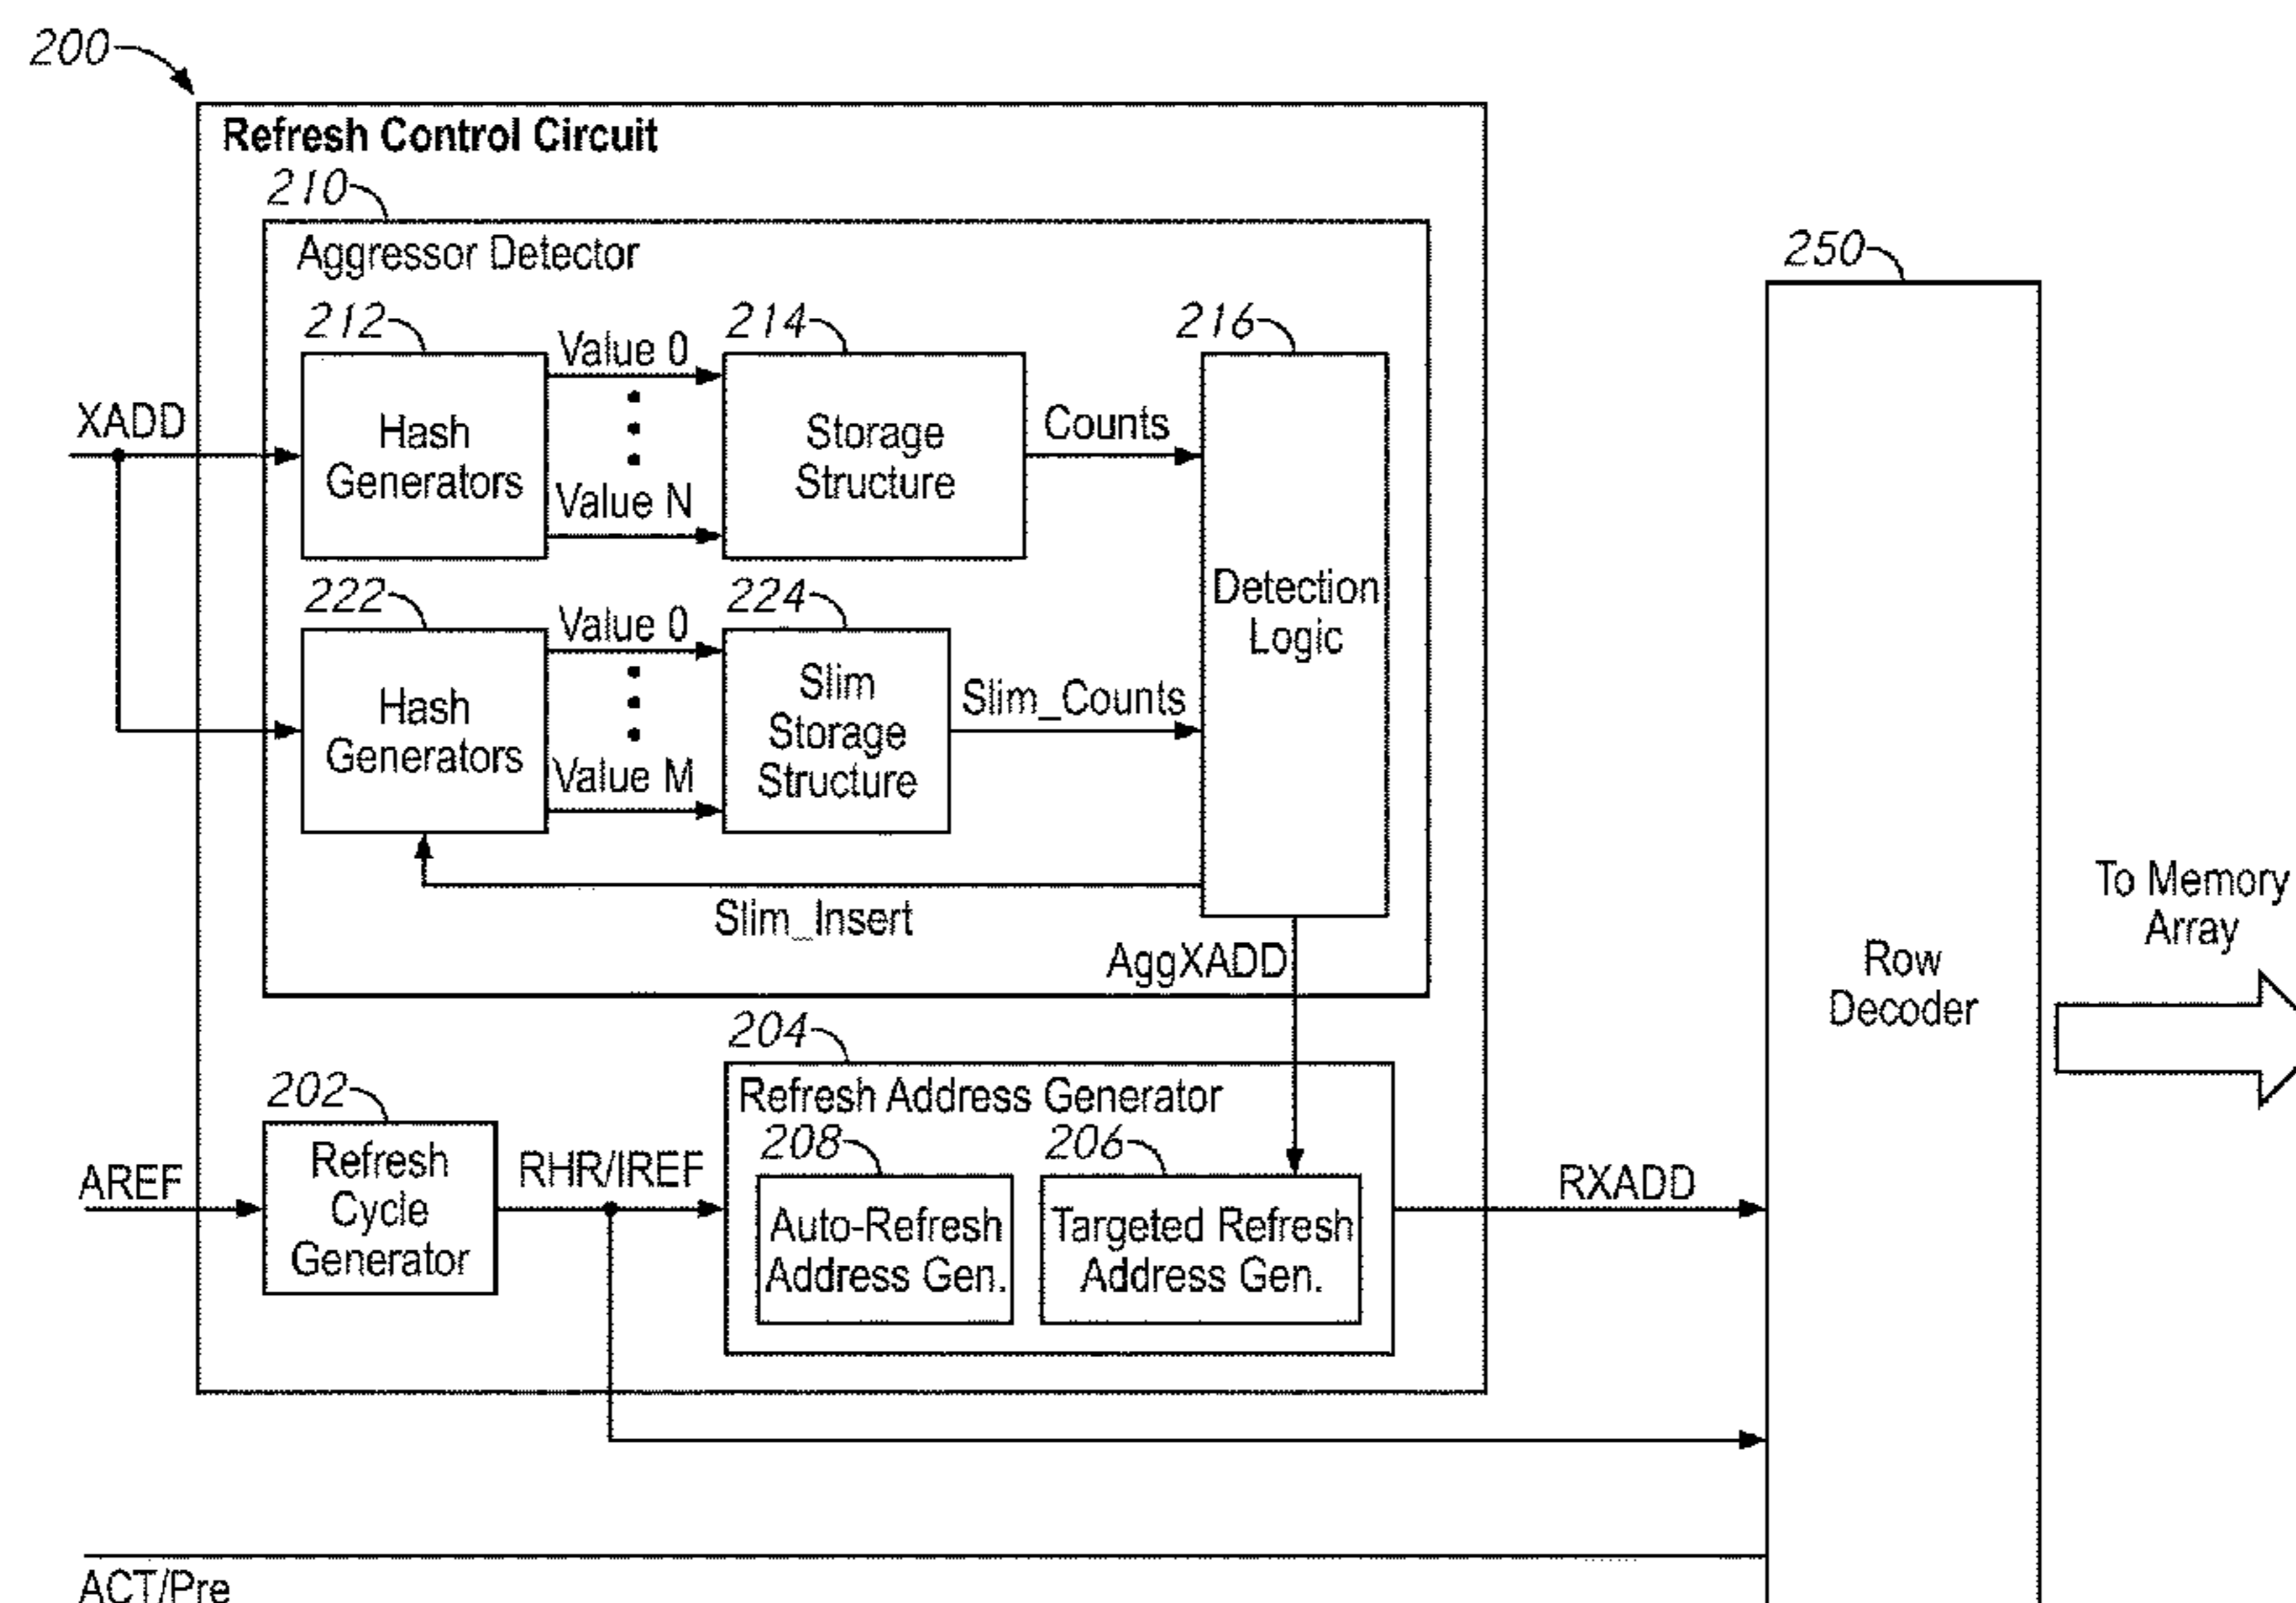 200
Refresh Control Circuit
210
Aggressor Detector
250
212
Value 0
214
216
XADD
Hash
Generators
Storage
Structure
Counts
Value N
222
Value 0
224
Detection
Logic
Hash
Generators
Slim
Storage
Structure
Slim_Counts
Value M
Slim_Insert
To Memory
Array
AggXADD
Row
Decoder
204
202
Refresh Address Generator
208
206
AREF
Refresh
Cycle
Generator
RHR/IREF
Auto-Refresh
Address Gen.
Targeted Refresh
Address Gen.
RXADD
ACT/Pre